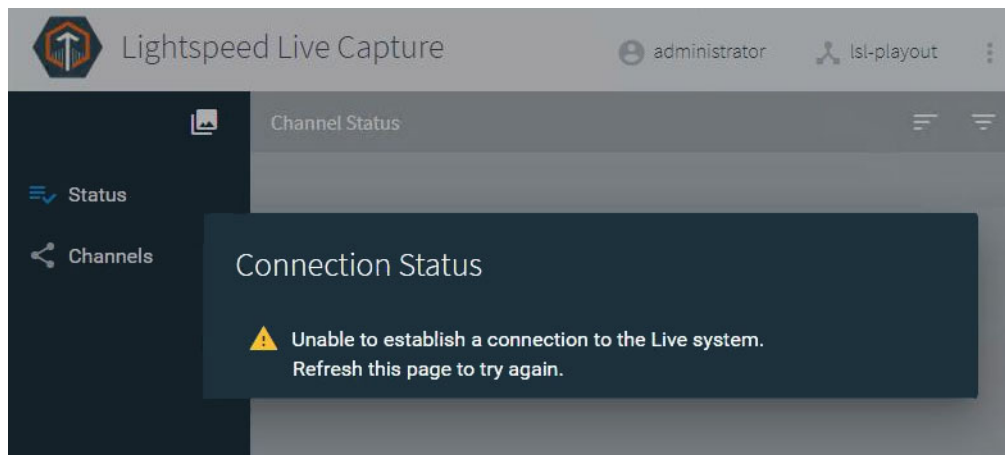 Lightspeed Live Capture
administrator
lsl-playout
Channel Status
Status
Channels
Connection Status
Unable to establish a connection to the Live system.
Refresh this page to try again.